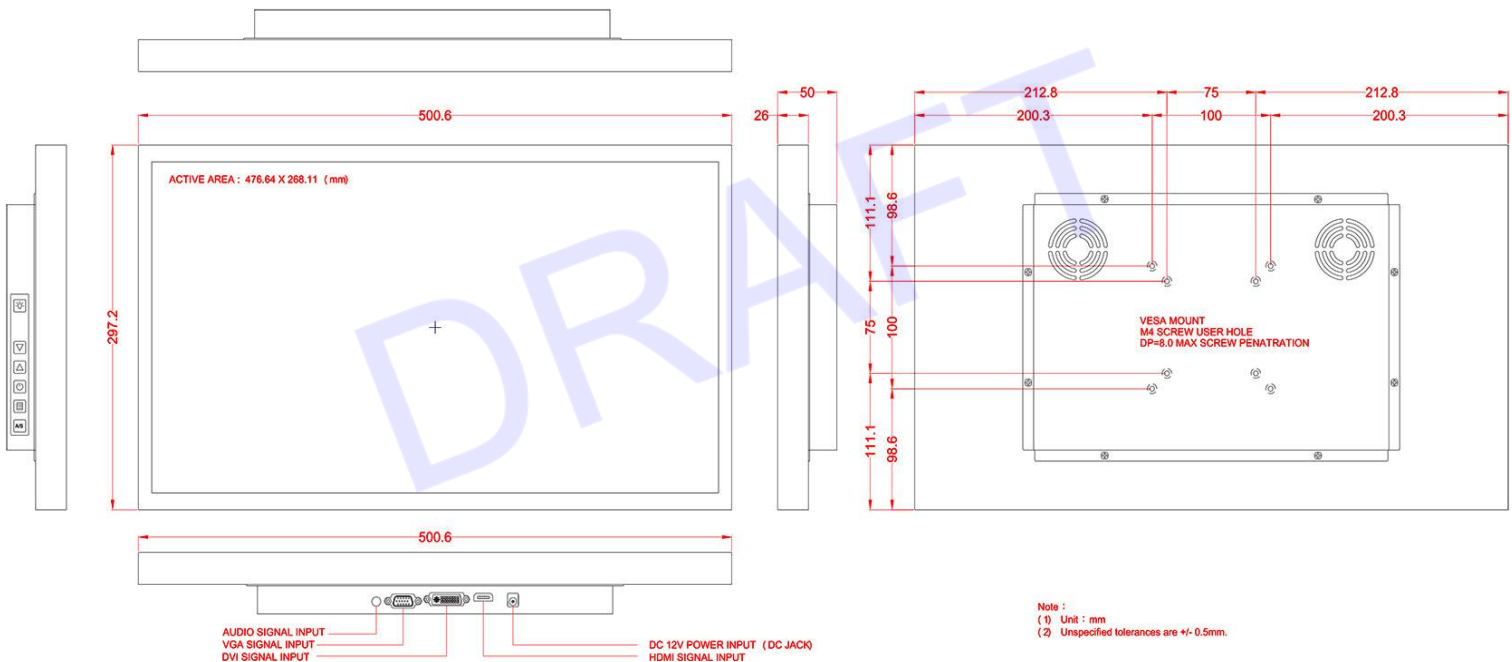 500.6
ACTIVE AREA : 476.64 X 268.11 (mm)
297.2
50
26
212.8
75
212.8
200.3
100
200.3
111.1
98.6
75
100
111.1
98.6
VESA MOUNT
M4 SCREW USER HOLE
DP=8.0 MAX SCREW PENATRATION
DRAFT
A/S
500.6
AUDIO SIGNAL INPUT
VGA SIGNAL INPUT
DVI SIGNAL INPUT
DC 12V POWER INPUT (DC JACK)
HDMI SIGNAL INPUT
Note :
(1) Unit : mm
(2) Unspecified tolerances are +/- 0.5mm.